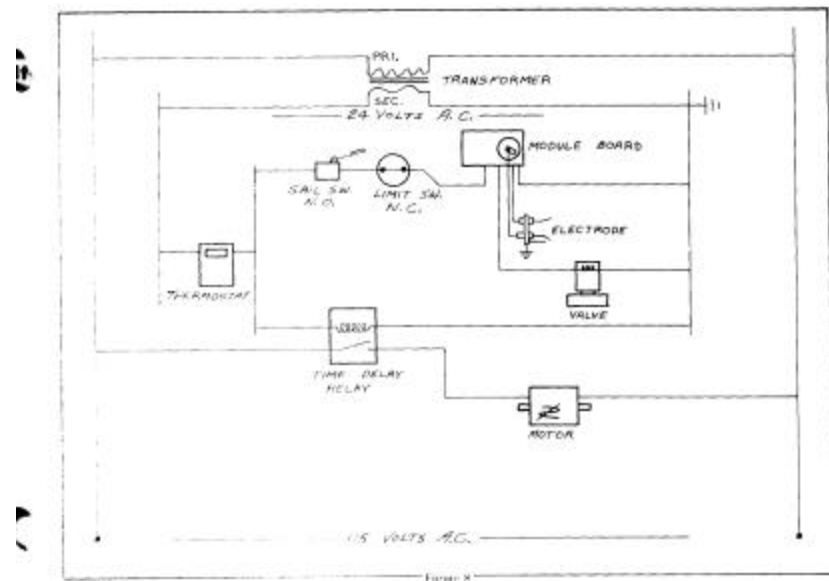 PRI.
TRANSFORMER
SEC.
24 VOLTS A.C.
MODULE BOARD
SAIL SW.
N.O.
LIMIT SW.
N.C.
ELECTRODE
THERMOSTAT
VALVE
TIME DELAY
RELAY
MOTOR
115 VOLTS A.C.
Figure